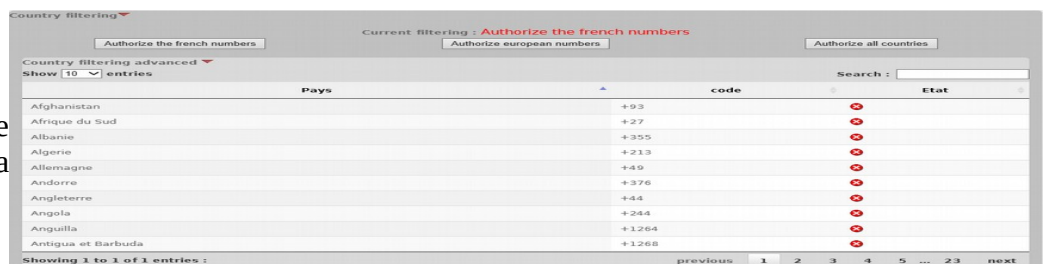 Country filtering
Current filtering : Authorize the french numbers
Authorize the french numbers Authorize european numbers Authorize all countries
Country filtering advanced
Show 10 entries Search :
Pays code Etat
Afghanistan +93
Afrique du Sud +27
Albanie +355
e
Algerie +213
a
Allemagne +49
Andorre +376
Angleterre +44
Angola +244
Anguilla +1264
Antigua et Barbuda +1268
Showing 1 to 1 of 1 entries : previous 1 2 3 4 5 ... 23 next